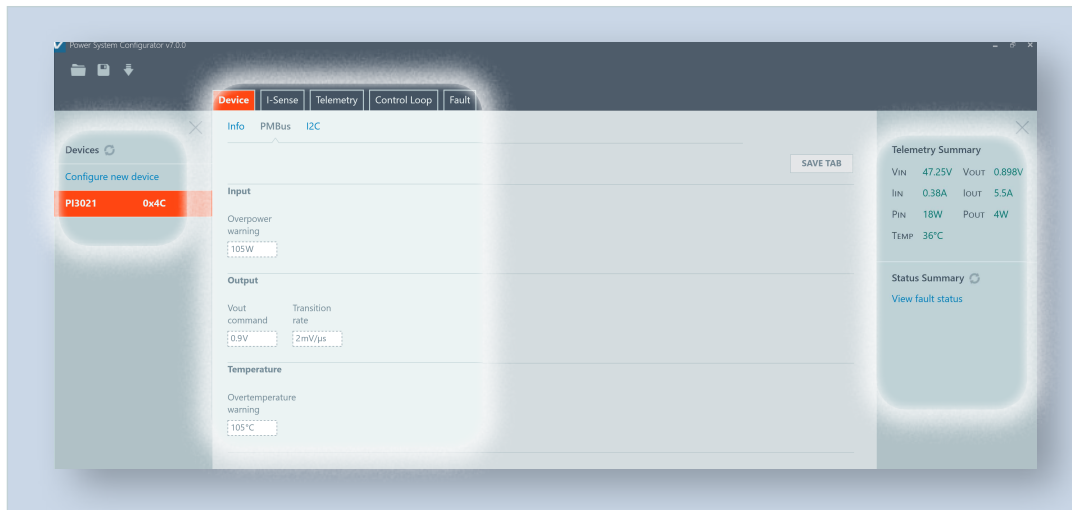 Power System Configurator v7.0.0
Device I-Sense Telemetry Control Loop Fault
Info PMBus I2C
SAVE TAB
Devices
Configure new device
PI3021 0x4C
Input
Overpower
warning
105W
Output
Vout Transition
command rate
0.9V 2mV/µs
Temperature
Overtemperature
warning
105°C
Telemetry Summary
VIN 47.25V VOUT 0.898V
IIN 0.38A IOUT 5.5A
PIN 18W POUT 4W
TEMP 36°C
Status Summary
View fault status